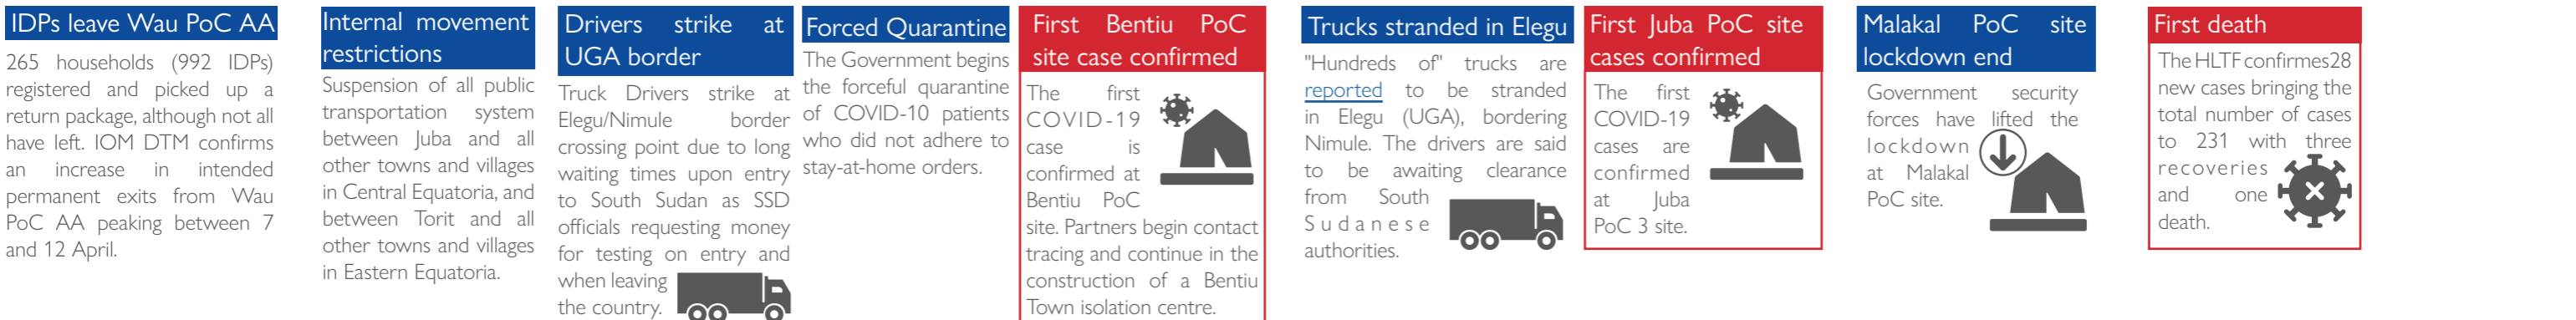 IDPs leave Wau PoC AA
265 households (992 IDPs)
registered and picked up a
return package, although not all
have left. IOM DTM confirms
an increase in intended
permanent exits from Wau
PoC AA peaking between 7
and 12 April.
Internal movement
restrictions
Suspension of all public
transportation system
between Juba and all
other towns and villages
in Central Equatoria, and
between Torit and all
other towns and villages
in Eastern Equatoria.
Drivers strike at
UGA border
Truck Drivers strike at
Elegu/Nimule border
crossing point due to long
waiting times upon entry
to South Sudan as SSD
officials requesting money
for testing on entry and
when leaving
the country.
Forced Quarantine
The Government begins
the forceful quarantine
of COVID-10 patients
who did not adhere to
stay-at-home orders.
First Bentiu PoC
site case confirmed
The first
COVID-19
case is
confirmed at
Bentiu PoC
site. Partners begin contact
tracing and continue in the
construction of a Bentiu
Town isolation centre.
Trucks stranded in Elegu
"Hundreds of" trucks are
reported to be stranded
in Elegu (UGA), bordering
Nimule. The drivers are said
to be awaiting clearance
from South
Sudanese
authorities.
First Juba PoC site
cases confirmed
The first
COVID-19
cases are
confirmed
at Juba
PoC 3 site.
Malakal PoC site
lockdown end
Government security
forces have lifted the
lockdown
at Malakal
PoC site.
First death
The HLTF confirmes28
new cases bringing the
total number of cases
to 231 with three
recoveries
and one
death.